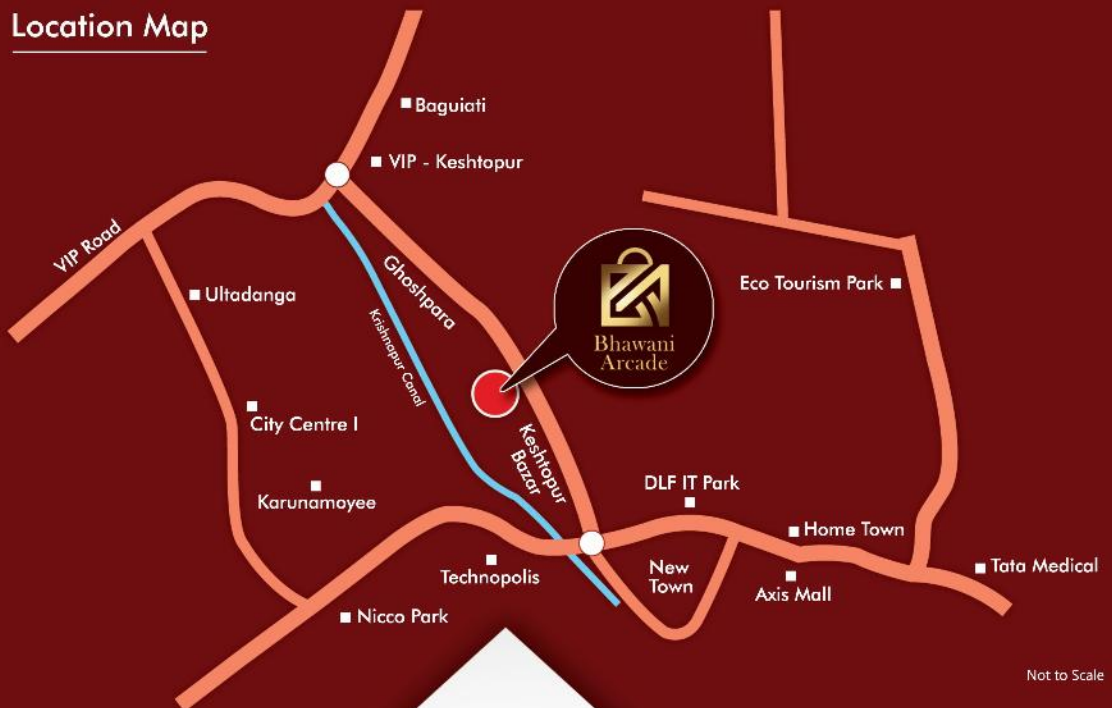 Location Map
Baguiati
VIP - Keshtopur
VIP Road
Ghoshpara
Eco Tourism Park
Ultadanga
Krishnapur Canal
Bhawani
Arcade
City Centre I
Keshtopur
Bazar
Karunamoyee
DLF IT Park
Home Town
Technopolis
New
Town
Axis Mall
Tata Medical
Nicco Park
Not to Scale